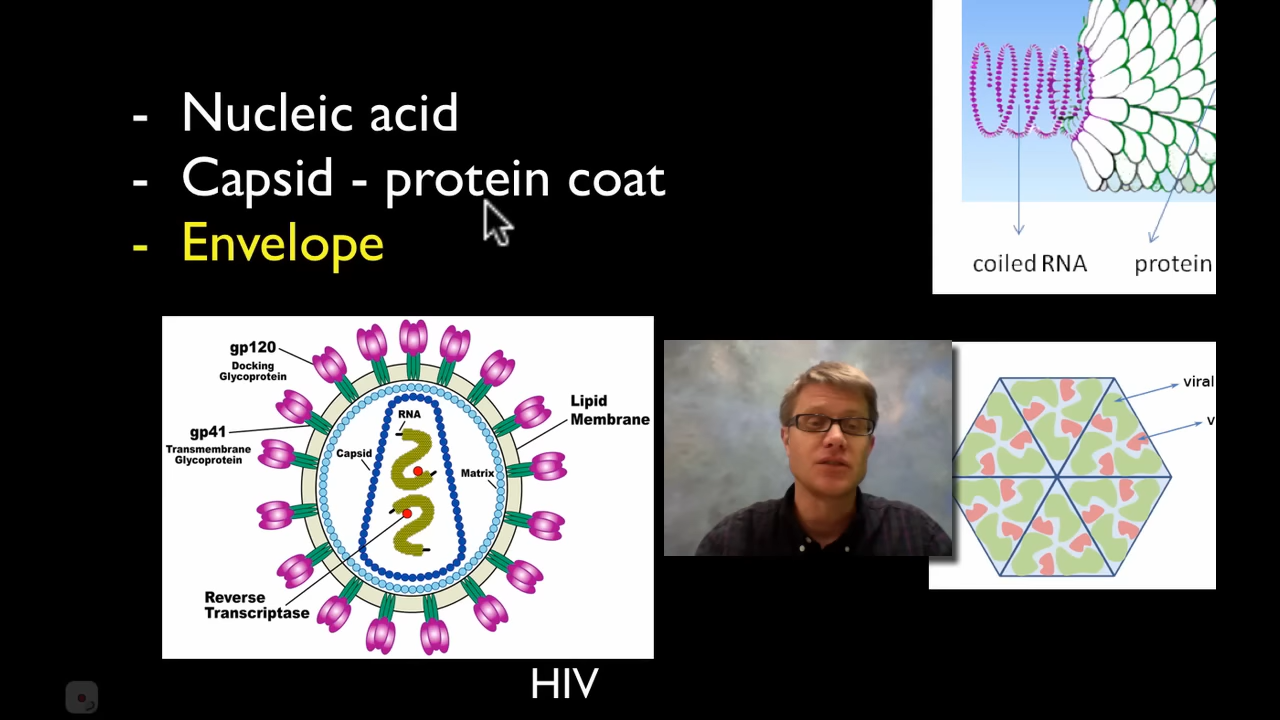 - Nucleic acid
- Capsid - protein coat
- Envelope
coiled RNA
protein
gp120
Docking
Glycoprotein
gp41
Transmembrane
Glycoprotein
RNA
Capsid
Matrix
Lipid
Membrane
Reverse
Transcriptase
viral
v
HIV